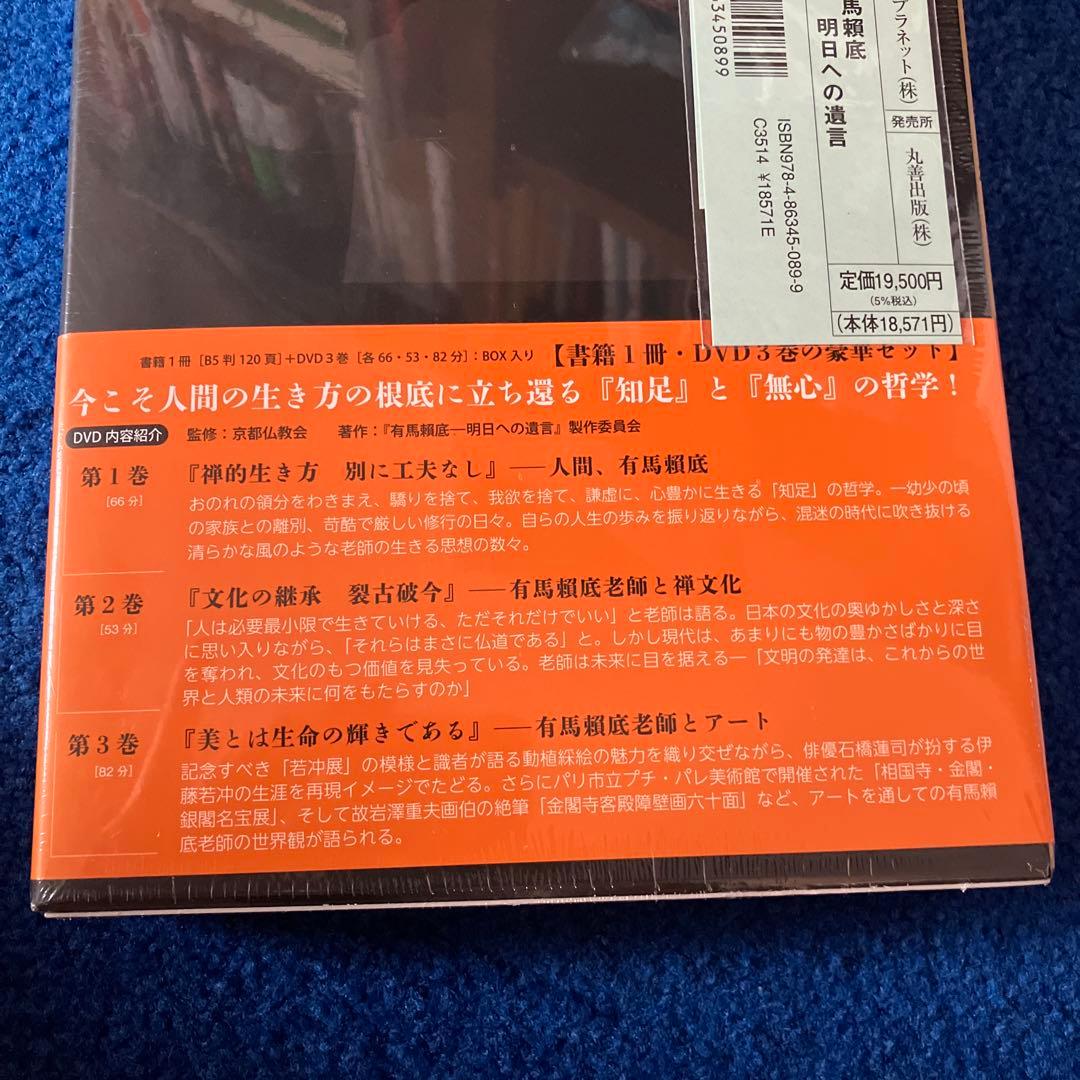 3450899
ISBN978-4-86345-089-9
C3514 ¥18571E
馬賴底
明日への遺言
プラネット(株)
発売所
丸善出版(株)
定価19,500円
(5%税込)
(本体18,571円)
書籍1冊 [B5判120頁]+DVD3巻 [各66・53・82分]:BOX入り 【書籍1冊・DVD3巻の豪華セット】
今こそ人間の生き方の根底に立ち還る『知足』と『無心』の哲学!
DVD内容紹介 監修:京都仏教会 著作:『有馬賴底―明日への遺言』製作委員会
第1巻 『禅的生き方 別に工夫なし』――人間、有馬賴底
[66分]
おのれの領分をわきまえ、驕りを捨て、我欲を捨て、謙虚に、心豊かに生きる「知足」の哲学。一幼少の頃
の家族との離別、苛酷で厳しい修行の日々。自らの人生の歩みを振り返りながら、混迷の時代に吹き抜ける
清らかな風のような老師の生きる思想の数々。
第2巻 『文化の継承 裂古破今』――有馬賴底老師と禅文化
[53分]
「人は必要最小限で生きていける、ただそれだけでいい」と老師は語る。日本の文化の奥ゆかしさと深さ
に思い入りながら、「それらはまさに仏道である」と。しかし現代は、あまりにも物の豊かさばかりに目
を奪われ、文化のもつ価値を見失っている。老師は未来に目を据える―「文明の発達は、これからの世
界と人類の未来に何をもたらすのか」
第3巻 『美とは生命の輝きである』――有馬賴底老師とアート
[82分]
記念すべき「若冲展」の模様と識者が語る動植綵絵の魅力を織り交ぜながら、俳優石橋蓮司が扮する伊
藤若冲の生涯を再現イメージでたどる。さらにパリ市立プチ・パレ美術館で開催された「相国寺・金閣・
銀閣名宝展」、そして故岩澤重夫画伯の絶筆「金閣寺客殿障壁画六十面」など、アートを通しての有馬賴
底老師の世界観が語られる。